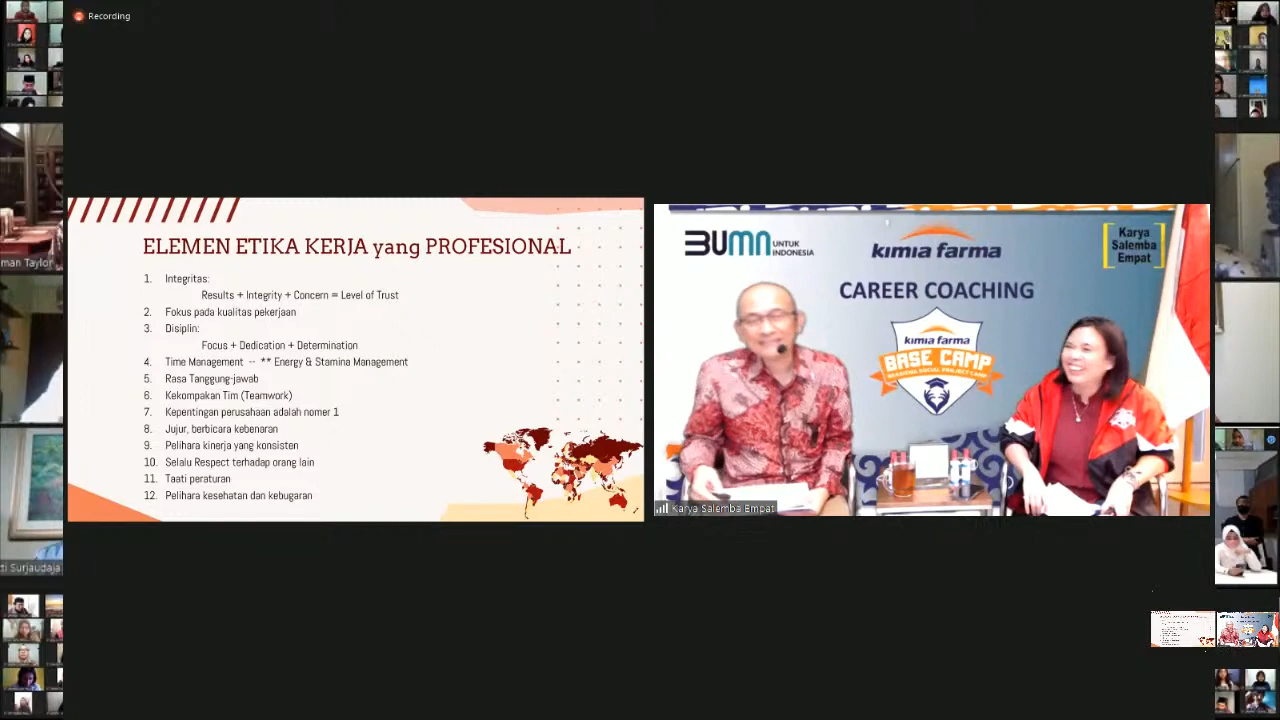 Recording
ELEMEN ETIKA KERJA yang PROFESIONAL
1. Integritas:
Results + Integrity + Concern = Level of Trust
2. Fokus pada kualitas pekerjaan
3. Disiplin:
Focus + Dedication + Determination
4. Time Management -- ** Energy & Stamina Management
5. Rasa Tanggung-jawab
6. Kekompakan Tim (Teamwork)
7. Kepentingan perusahaan adalah nomer 1
8. Jujur, berbicara kebenaran
9. Pelihara kinerja yang konsisten
10. Selalu Respect terhadap orang lain
11. Taati peraturan
12. Pelihara kesehatan dan kebugaran
BUMN UNTUK
INDONESIA
kimia farma
Karya
Salemba
Empat
CAREER COACHING
kimia farma
BASE CAMP
Karya Salemba Empat
man Taylor
ti Surjaudaja